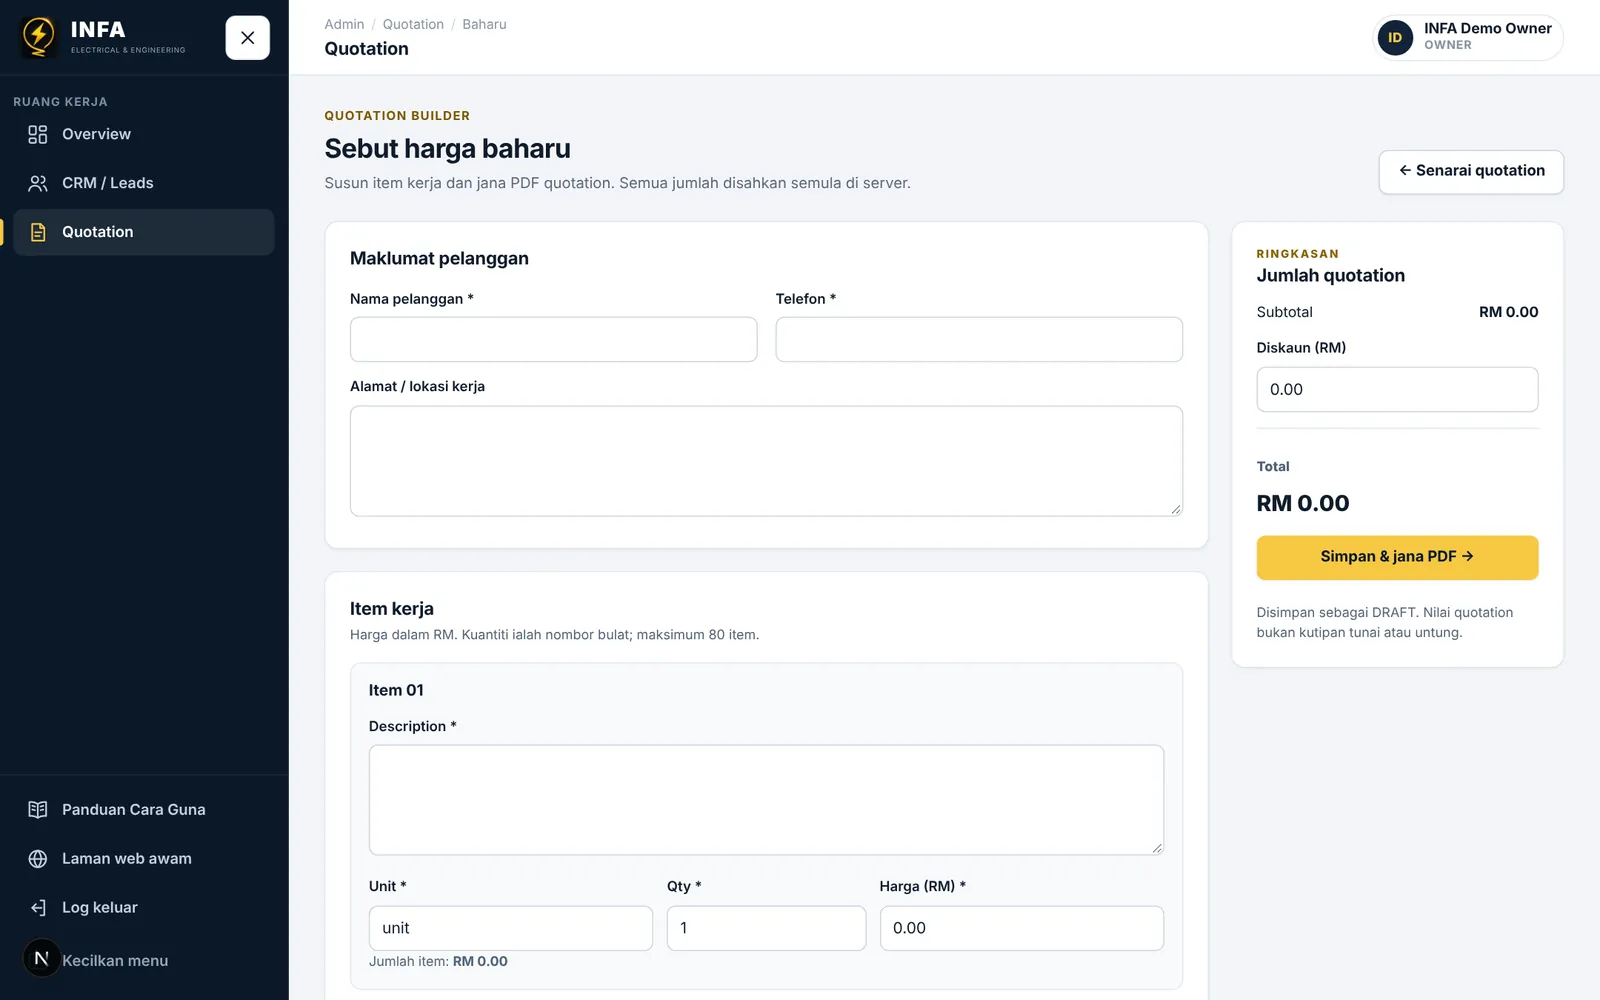 INFA
ELECTRICAL & ENGINEERING
RUANG KERJA
Overview
CRM / Leads
Quotation
Panduan Cara Guna
Laman web awam
Log keluar
N
Kecilkan menu
Admin / Quotation / Baharu
Quotation
ID
INFA Demo Owner
OWNER
QUOTATION BUILDER
Sebut harga baharu
Susun item kerja dan jana PDF quotation. Semua jumlah disahkan semula di server.
← Senarai quotation
Maklumat pelanggan
Nama pelanggan *
Telefon *
Alamat / lokasi kerja
Item kerja
Harga dalam RM. Kuantiti ialah nombor bulat; maksimum 80 item.
Item 01
Description *
Unit *
Qty *
Harga (RM) *
unit
1
0.00
Jumlah item: RM 0.00
RINGKASAN
Jumlah quotation
Subtotal RM 0.00
Diskaun (RM)
0.00
Total
RM 0.00
Simpan & jana PDF →
Disimpan sebagai DRAFT. Nilai quotation
bukan kutipan tunai atau untung.